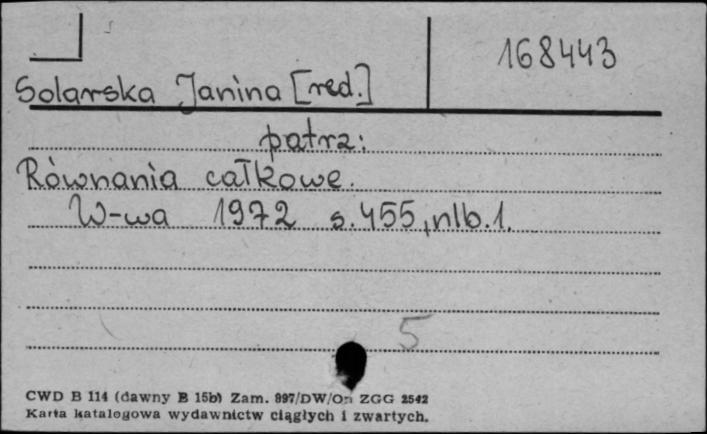 168443
Solarska Janina [red.]
patrz:
Równania całkowe.
W-wa 1972 s. 455, nlb. 1.
5
CWD B 114 (dawny B 15b) Zam. 897/DW/On ZGG 2542
Karta katalogowa wydawnictw ciągłych i zwartych.